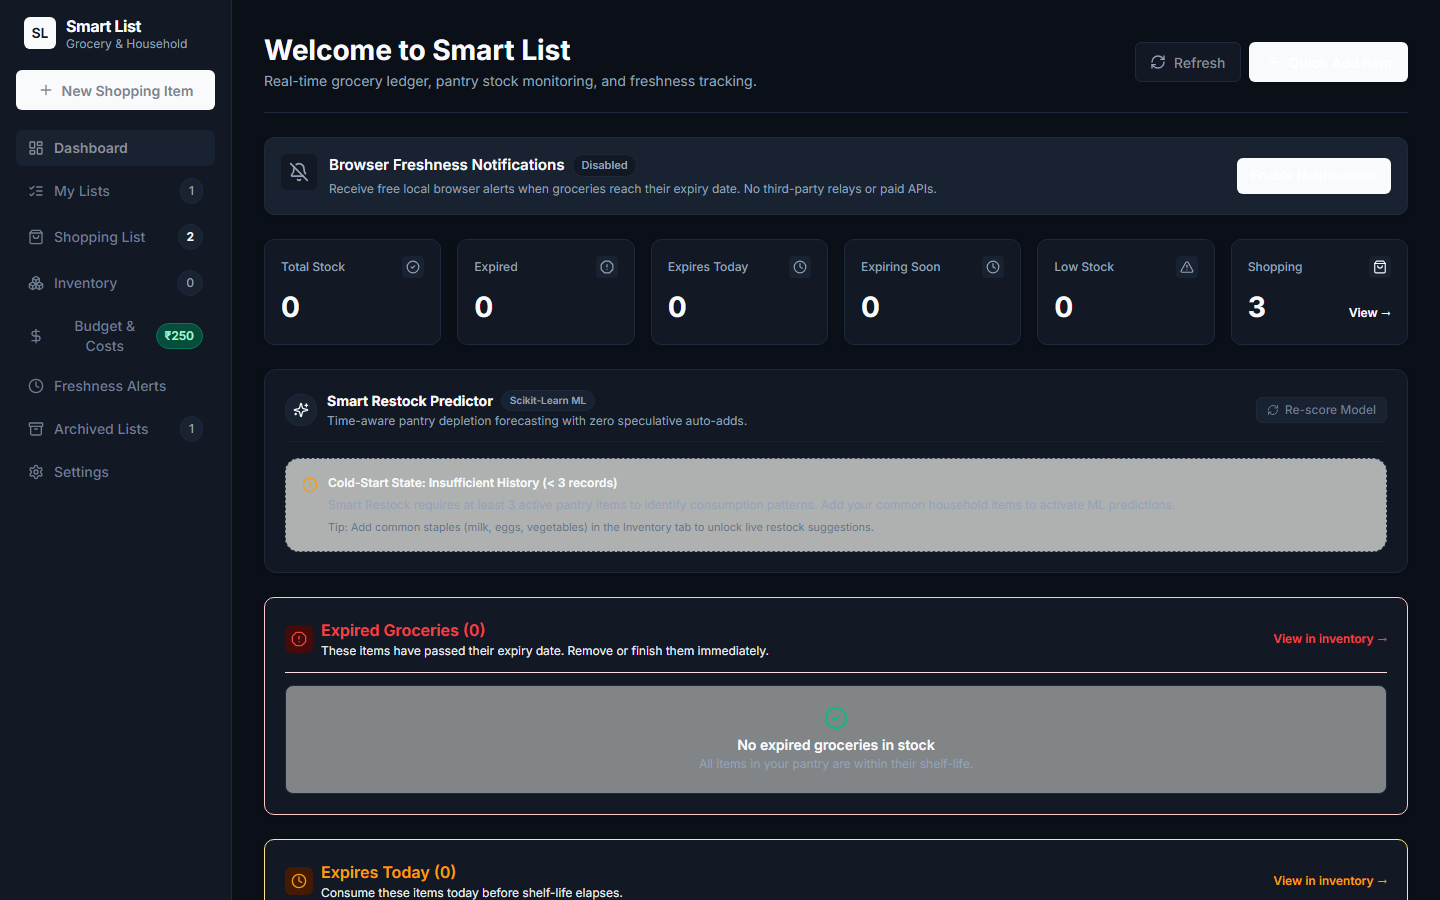 SL
Smart List
Grocery & Household
New Shopping Item
Dashboard
My Lists 1
Shopping List 2
Inventory 0
Budget & Costs ₹250
Freshness Alerts
Archived Lists 1
Settings
Welcome to Smart List
Real-time grocery ledger, pantry stock monitoring, and freshness tracking.
Refresh
Quick Add Item
Browser Freshness Notifications Disabled
Receive free local browser alerts when groceries reach their expiry date. No third-party relays or paid APIs.
Enable Notifications
Total Stock
0
Expired
0
Expires Today
0
Expiring Soon
0
Low Stock
0
Shopping
3
View →
Smart Restock Predictor Scikit-Learn ML
Time-aware pantry depletion forecasting with zero speculative auto-adds.
Re-score Model
Cold-Start State: Insufficient History (< 3 records)
Smart Restock requires at least 3 active pantry items to identify consumption patterns. Add your common household items to activate ML predictions.
Tip: Add common staples (milk, eggs, vegetables) in the Inventory tab to unlock live restock suggestions.
Expired Groceries (0)
These items have passed their expiry date. Remove or finish them immediately.
View in inventory →
No expired groceries in stock
All items in your pantry are within their shelf-life.
Expires Today (0)
Consume these items today before shelf-life elapses.
View in inventory →